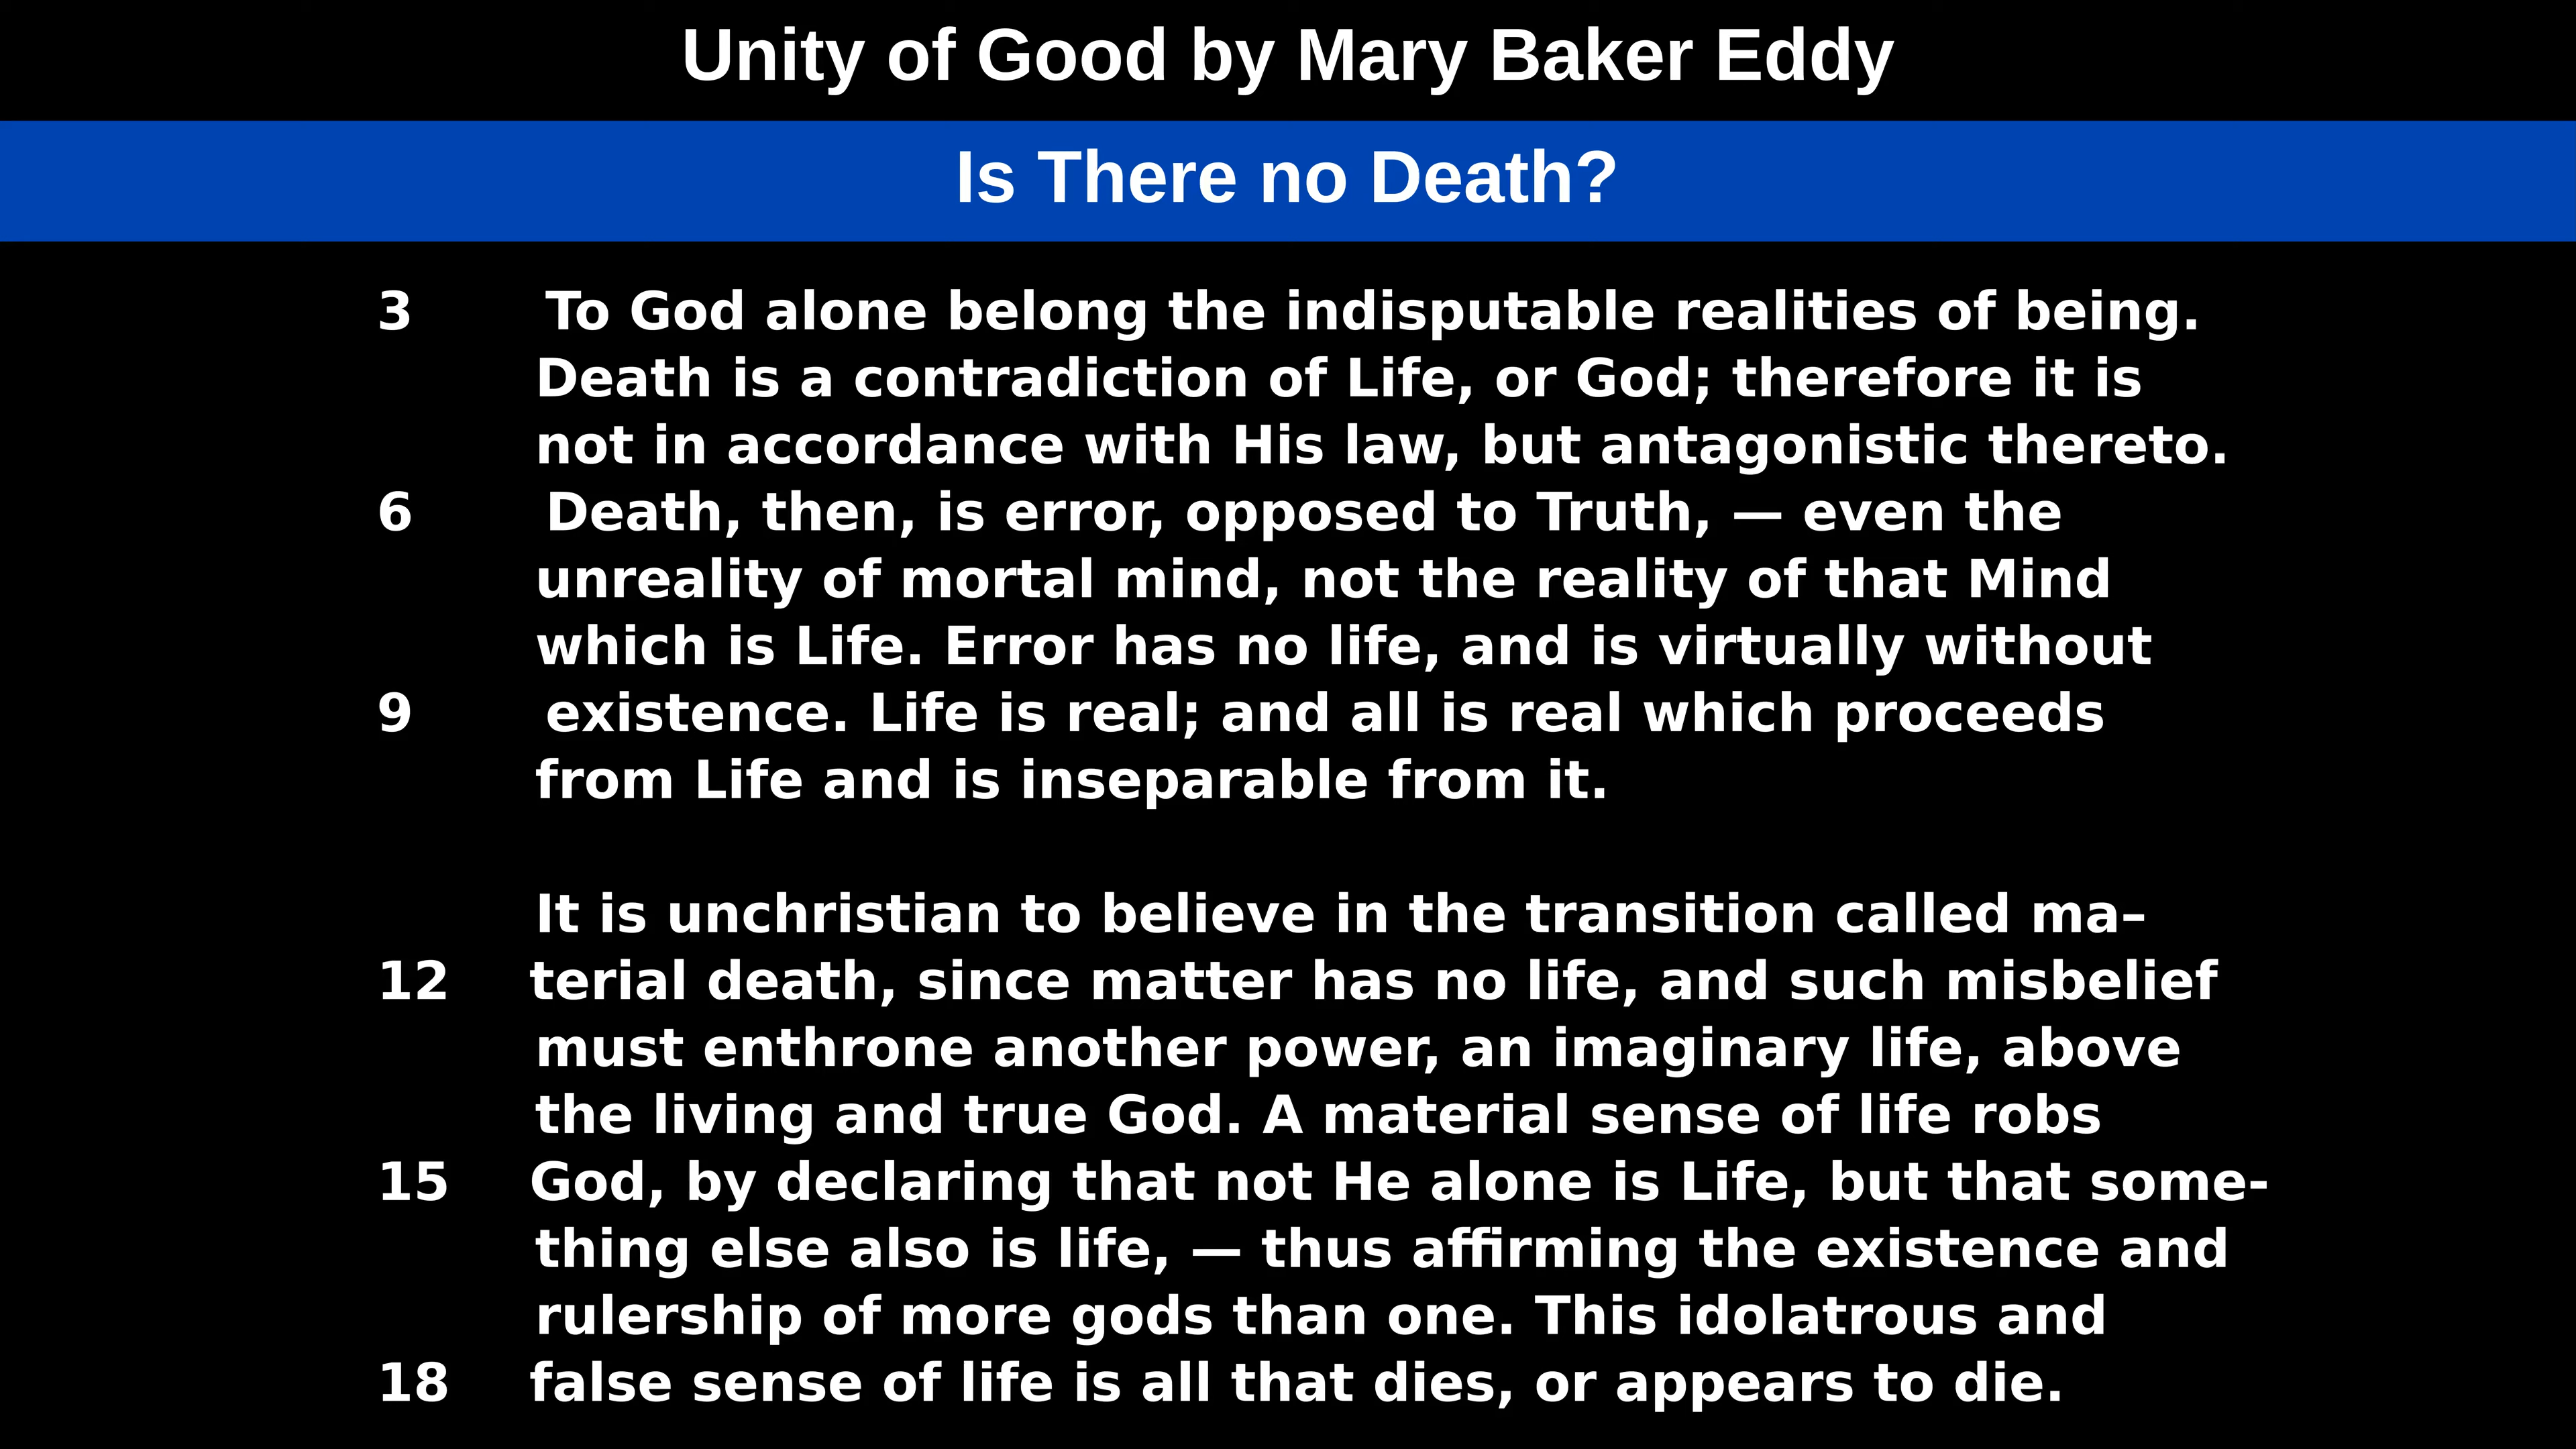 Unity of Good by Mary Baker Eddy
Is There no Death?
3 To God alone belong the indisputable realities of being.
Death is a contradiction of Life, or God; therefore it is
not in accordance with His law, but antagonistic thereto.
6 Death, then, is error, opposed to Truth, — even the
unreality of mortal mind, not the reality of that Mind
which is Life. Error has no life, and is virtually without
9 existence. Life is real; and all is real which proceeds
from Life and is inseparable from it.
It is unchristian to believe in the transition called ma–
12 terial death, since matter has no life, and such misbelief
must enthrone another power, an imaginary life, above
the living and true God. A material sense of life robs
15 God, by declaring that not He alone is Life, but that some-
thing else also is life, — thus affirming the existence and
rulership of more gods than one. This idolatrous and
18 false sense of life is all that dies, or appears to die.